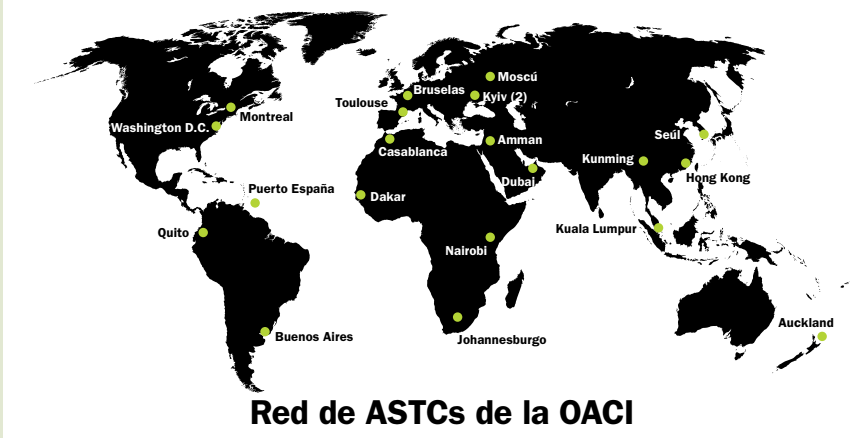 Moscú
Bruselas
Kyiv (2)
Toulouse
Montreal
Washington D.C.
Seúl
Amman
Casablanca
Kunming
Hong Kong
Dubai
Puerto España
Dakar
Quito
Kuala Lumpur
Nairobi
Auckland
Buenos Aires
Johannesburgo
Red de ASTCs de la OACI